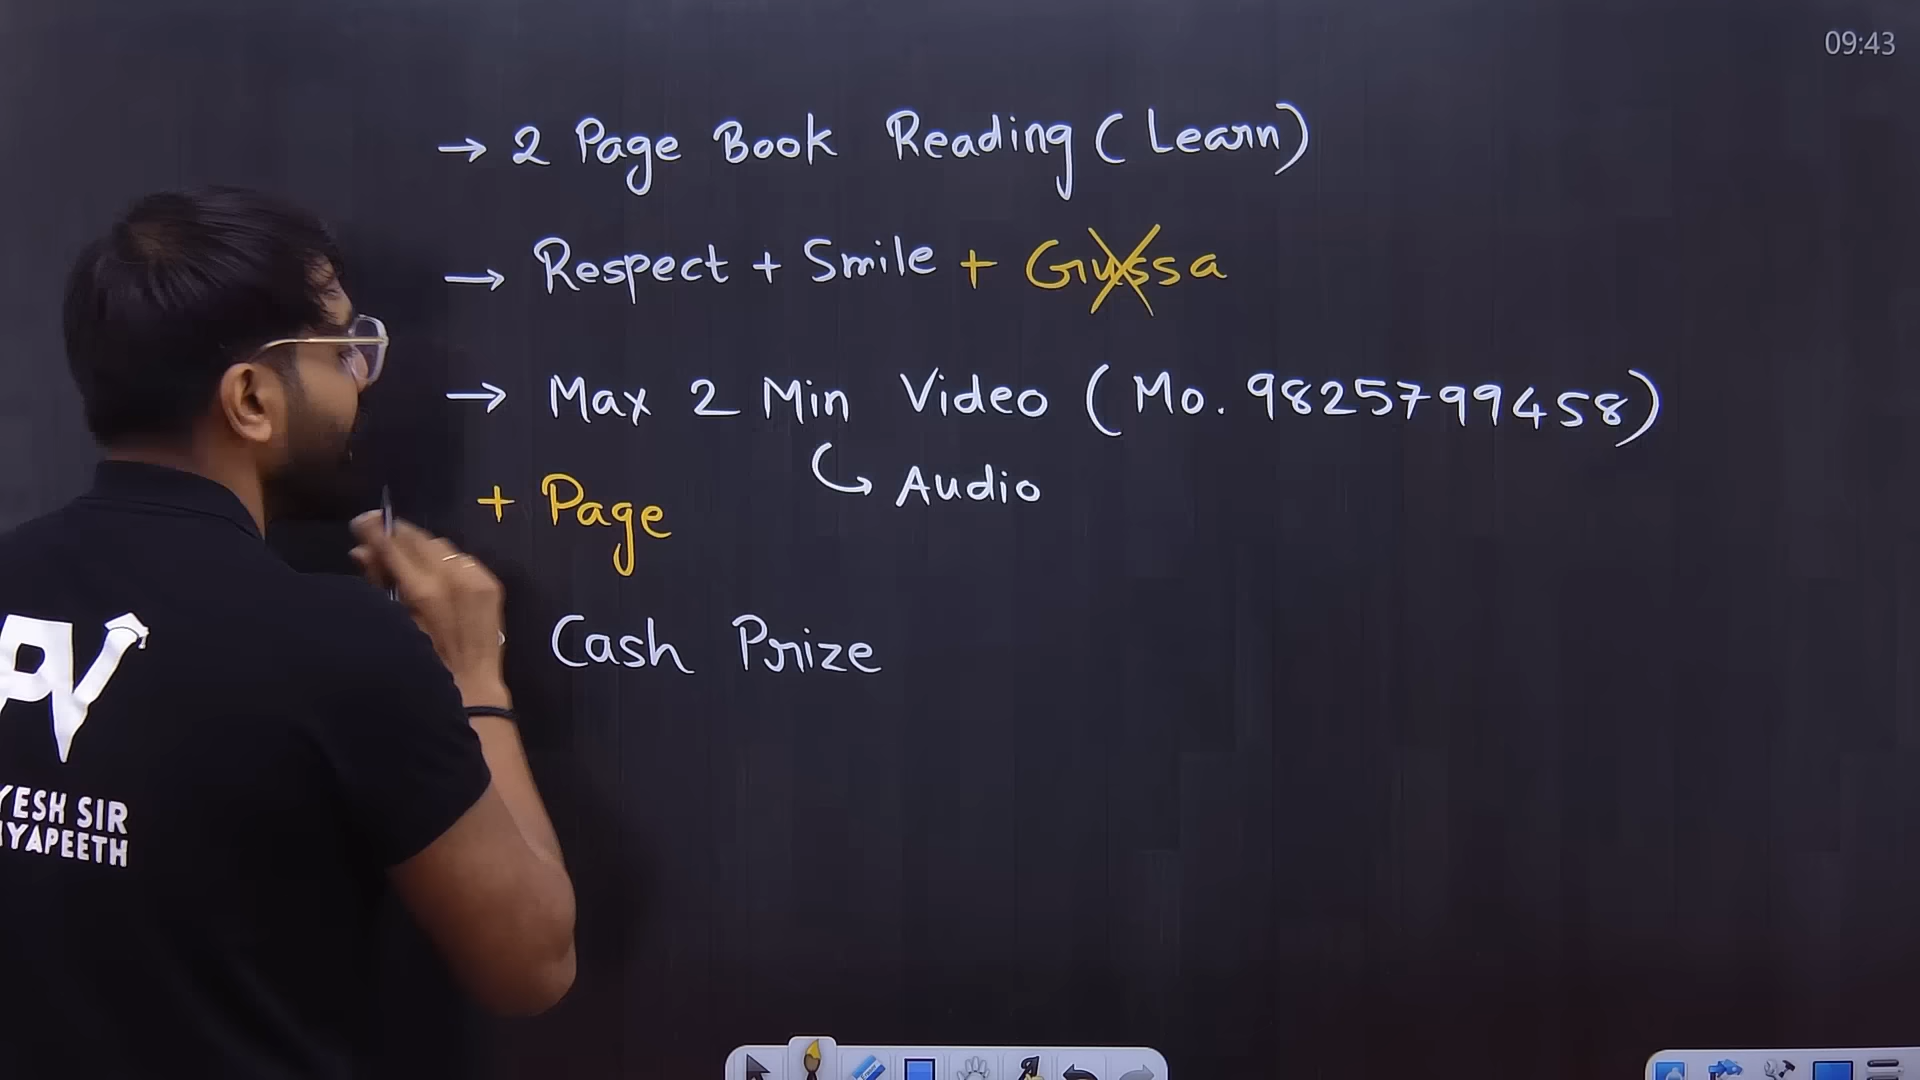 09:43
→ 2 Page Book Reading (Learn)
→ Respect + Smile + Gussa
→ Max 2 Min Video (Mo. 9825799458)
↳ Audio
+ Page
Cash Prize
PV
YESH SIR
YAPEETH